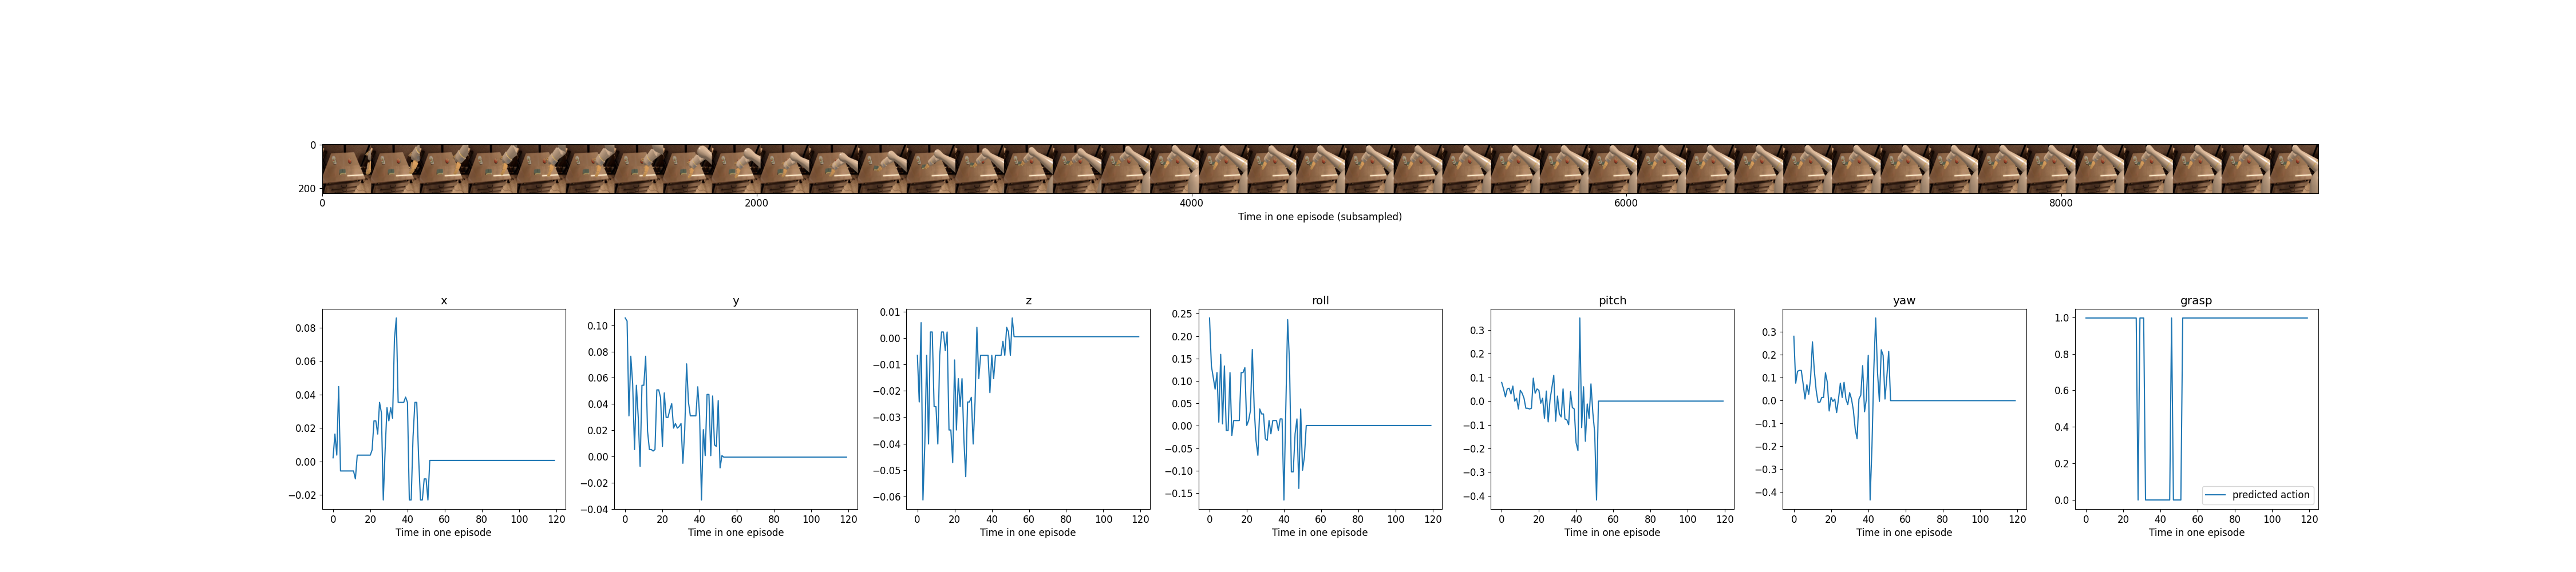 0
200
0 2000 4000 6000 8000
Time in one episode (subsampled)
x
0.08
0.06
0.04
0.02
0.00
−0.02
0 20 40 60 80 100 120
Time in one episode
y
0.10
0.08
0.06
0.04
0.02
0.00
−0.02
−0.04
0 20 40 60 80 100 120
Time in one episode
z
0.01
0.00
−0.01
−0.02
−0.03
−0.04
−0.05
−0.06
0 20 40 60 80 100 120
Time in one episode
roll
0.25
0.20
0.15
0.10
0.05
0.00
−0.05
−0.10
−0.15
0 20 40 60 80 100 120
Time in one episode
pitch
0.3
0.2
0.1
0.0
−0.1
−0.2
−0.3
−0.4
0 20 40 60 80 100 120
Time in one episode
yaw
0.3
0.2
0.1
0.0
−0.1
−0.2
−0.3
−0.4
0 20 40 60 80 100 120
Time in one episode
grasp
1.0
0.8
0.6
0.4
0.2
0.0
predicted action
0 20 40 60 80 100 120
Time in one episode